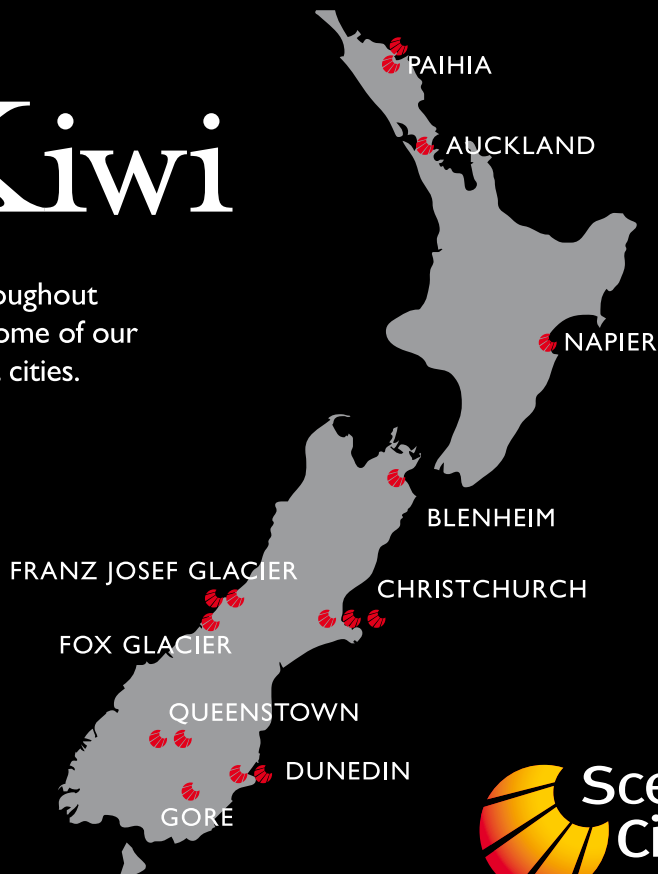 Kiwi
oughout
ome of our
cities.
PAIHIA
AUCKLAND
NAPIER
BLENHEIM
FRANZ JOSEF GLACIER
CHRISTCHURCH
FOX GLACIER
QUEENSTOWN
DUNEDIN
GORE
Sce
Ci